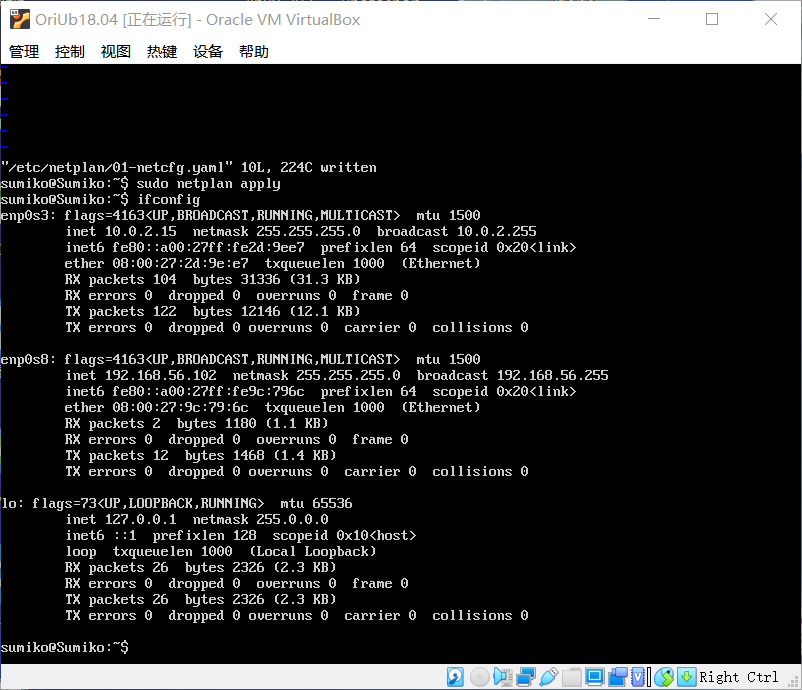 OriUb18.04 [正在运行] - Oracle VM VirtualBox
管理 控制 视图 热键 设备 帮助
~
~
~
~
~
~
"/etc/netplan/01-netcfg.yaml" 10L, 224C written
sumiko@Sumiko:~$ sudo netplan apply
sumiko@Sumiko:~$ ifconfig
enp0s3: flags=4163<UP,BROADCAST,RUNNING,MULTICAST>  mtu 1500
        inet 10.0.2.15  netmask 255.255.255.0  broadcast 10.0.2.255
        inet6 fe80::a00:27ff:fe2d:9ee7  prefixlen 64  scopeid 0x20<link>
        ether 08:00:27:2d:9e:e7  txqueuelen 1000  (Ethernet)
        RX packets 104  bytes 31336 (31.3 KB)
        RX errors 0  dropped 0  overruns 0  frame 0
        TX packets 122  bytes 12146 (12.1 KB)
        TX errors 0  dropped 0 overruns 0  carrier 0  collisions 0
enp0s8: flags=4163<UP,BROADCAST,RUNNING,MULTICAST>  mtu 1500
        inet 192.168.56.102  netmask 255.255.255.0  broadcast 192.168.56.255
        inet6 fe80::a00:27ff:fe9c:796c  prefixlen 64  scopeid 0x20<link>
        ether 08:00:27:9c:79:6c  txqueuelen 1000  (Ethernet)
        RX packets 2  bytes 1180 (1.1 KB)
        RX errors 0  dropped 0  overruns 0  frame 0
        TX packets 12  bytes 1468 (1.4 KB)
        TX errors 0  dropped 0 overruns 0  carrier 0  collisions 0
lo: flags=73<UP,LOOPBACK,RUNNING>  mtu 65536
        inet 127.0.0.1  netmask 255.0.0.0
        inet6 ::1  prefixlen 128  scopeid 0x10<host>
        loop  txqueuelen 1000  (Local Loopback)
        RX packets 26  bytes 2326 (2.3 KB)
        RX errors 0  dropped 0  overruns 0  frame 0
        TX packets 26  bytes 2326 (2.3 KB)
        TX errors 0  dropped 0 overruns 0  carrier 0  collisions 0
sumiko@Sumiko:~$
Right Ctrl